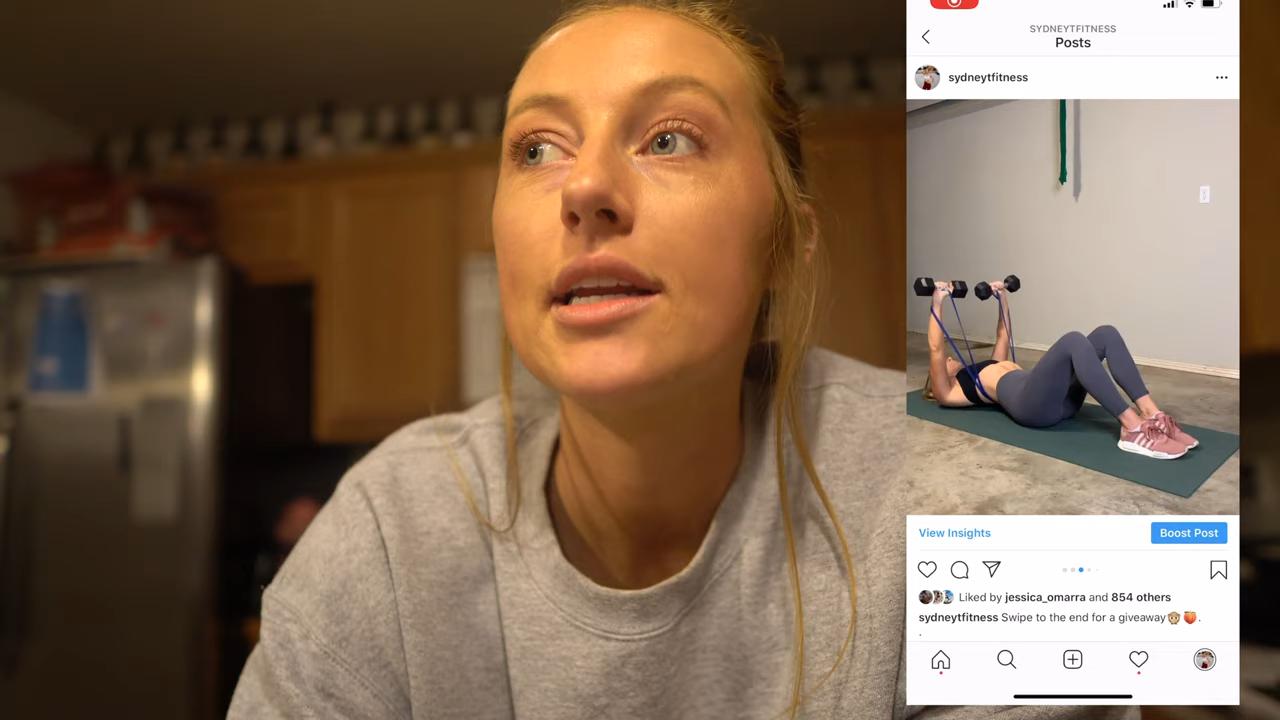 SYDNEYTFITNESS
Posts
sydneytfitness
View Insights
Boost Post
Liked by jessica_omarra and 854 others
sydneytfitness Swipe to the end for a giveaway🙊🍑.
.